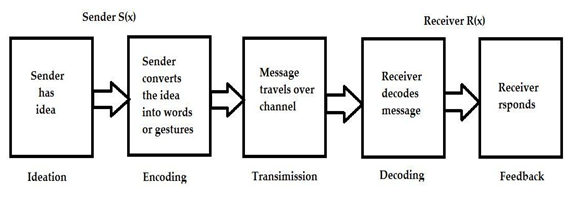 Sender S(x)
Receiver R(x)
Sender
has
idea
Sender
converts
the idea
into words
or gestures
Message
travels over
channel
Receiver
decodes
message
Receiver
rsponds
Ideation
Encoding
Transimission
Decoding
Feedback